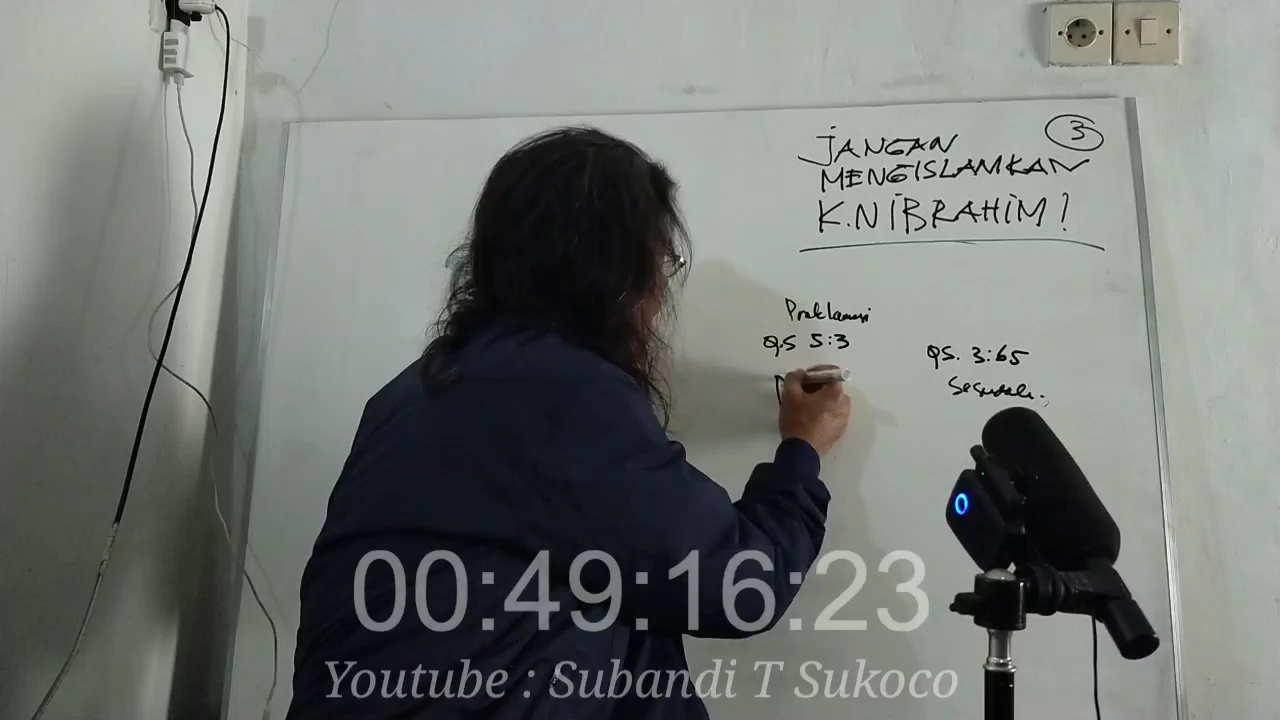 3
JANGAN
MENGISLAMKAN
K.N IBRAHIM!
Proklamasi
QS 5:3
QS. 3:65
Sesudah.
00:49:16:23
Youtube : Subandi T Sukoco